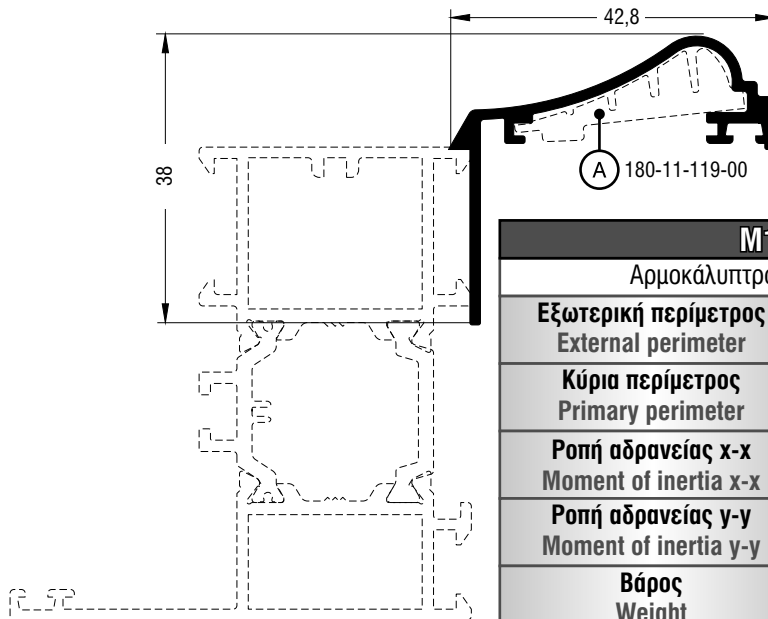 42,8
38
A 180-11-119-00
Αρμοκάλυπτρο
Εξωτερική περίμετρος
External perimeter
Κύρια περίμετρος
Primary perimeter
Ροπή αδρανείας x-x
Moment of inertia x-x
Ροπή αδρανείας y-y
Moment of inertia y-y
Βάρος
Weight